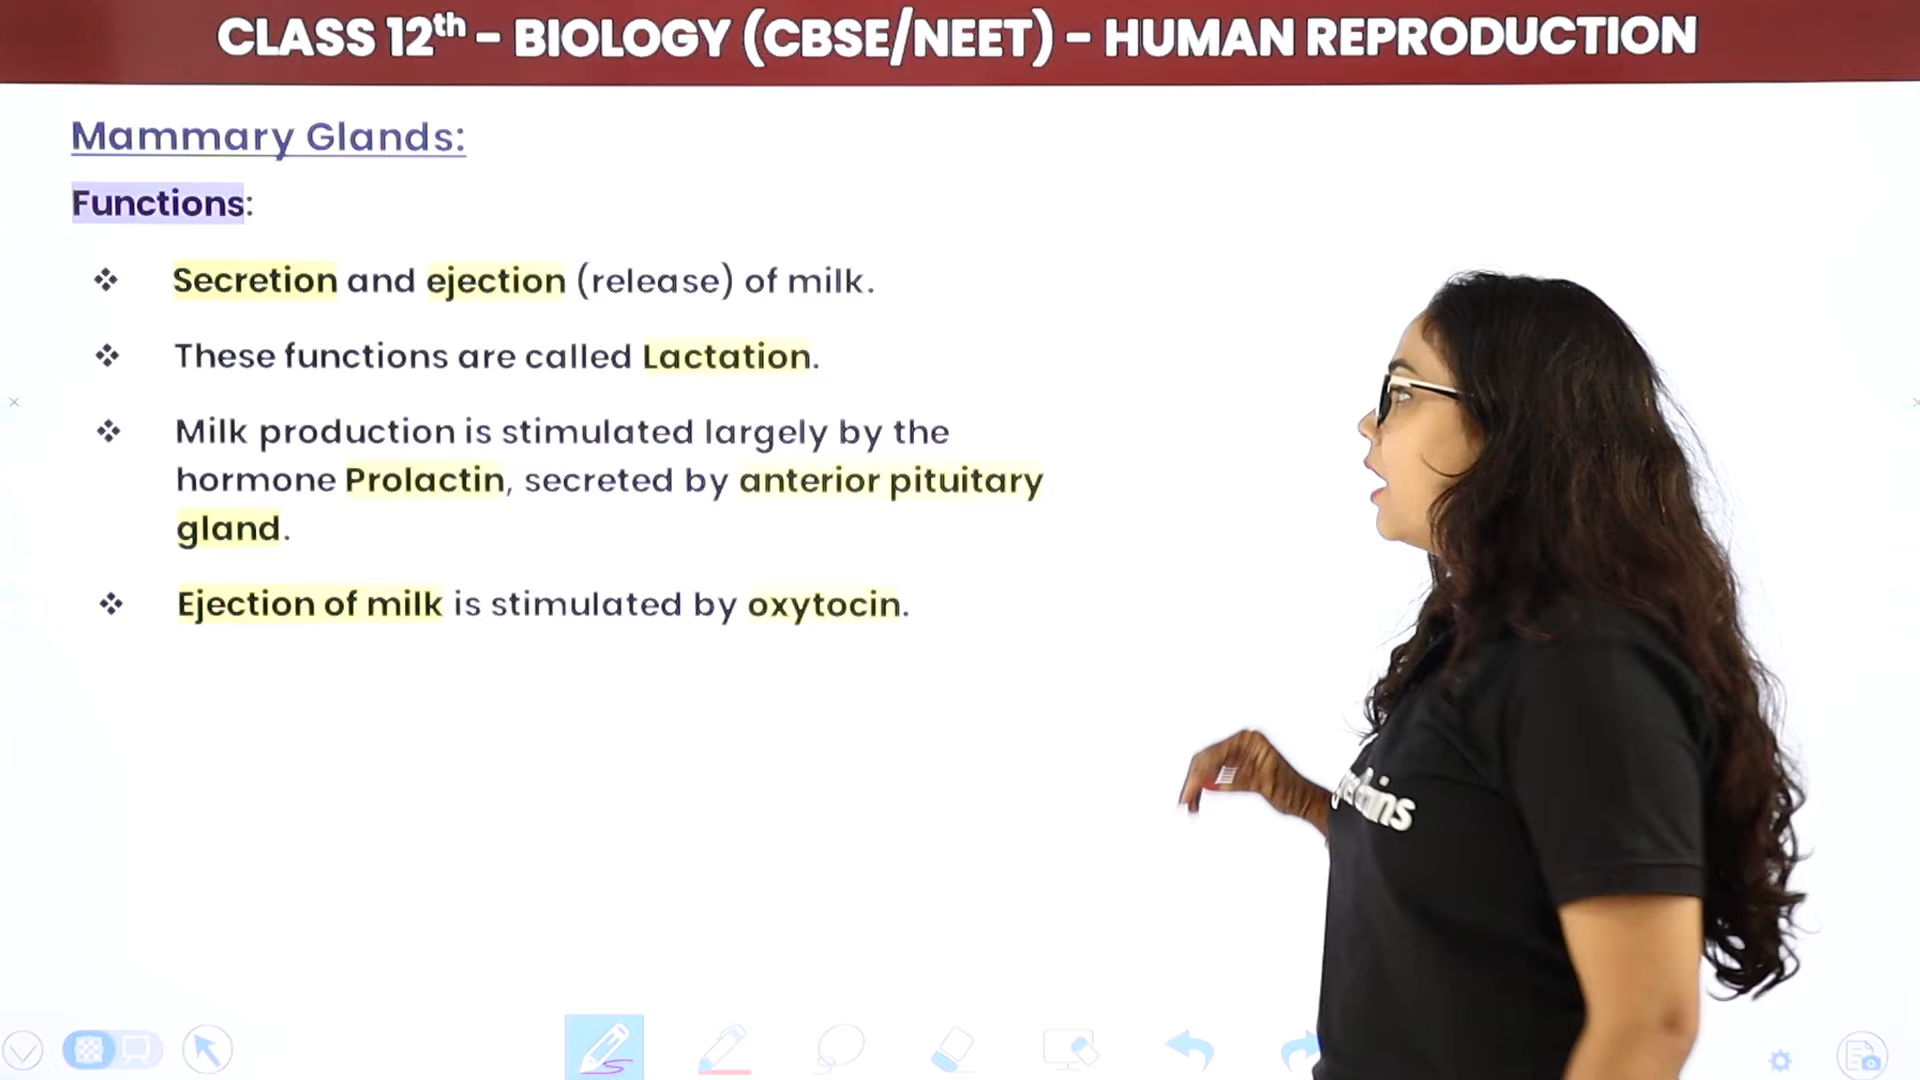 CLASS 12th - BIOLOGY (CBSE/NEET) - HUMAN REPRODUCTION
Mammary Glands:
Functions:
❖ Secretion and ejection (release) of milk.
❖ These functions are called Lactation.
❖ Milk production is stimulated largely by the
hormone Prolactin, secreted by anterior pituitary
gland.
❖ Ejection of milk is stimulated by oxytocin.